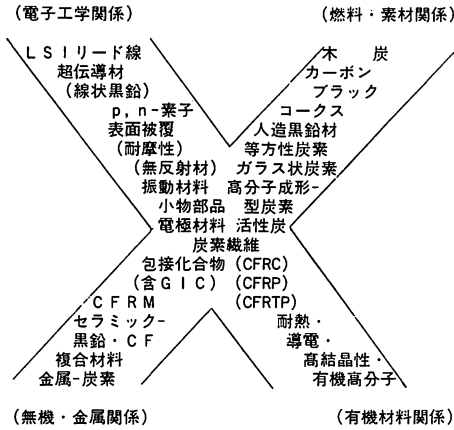 (電子工学関係)
(燃料・素材関係)
LSIリード線
木 炭
超伝導材
カーボン
(線状黒鉛)
ブラック
p, n-素子
コークス
表面被覆
人造黒鉛材
(耐摩性)
等方性炭素
(無反射材)
ガラス状炭素
振動材料
高分子成形-
小物部品
型炭素
電極材料
活性炭
炭素繊維
包接化合物
(CFRC)
(含GIC)
(CFRP)
CFRM
(CFRTP)
セラミック-
耐熱・
黒鉛・CF
導電・
複合材料
高結晶性・
金属-炭素
有機高分子
(無機・金属関係)
(有機材料関係)